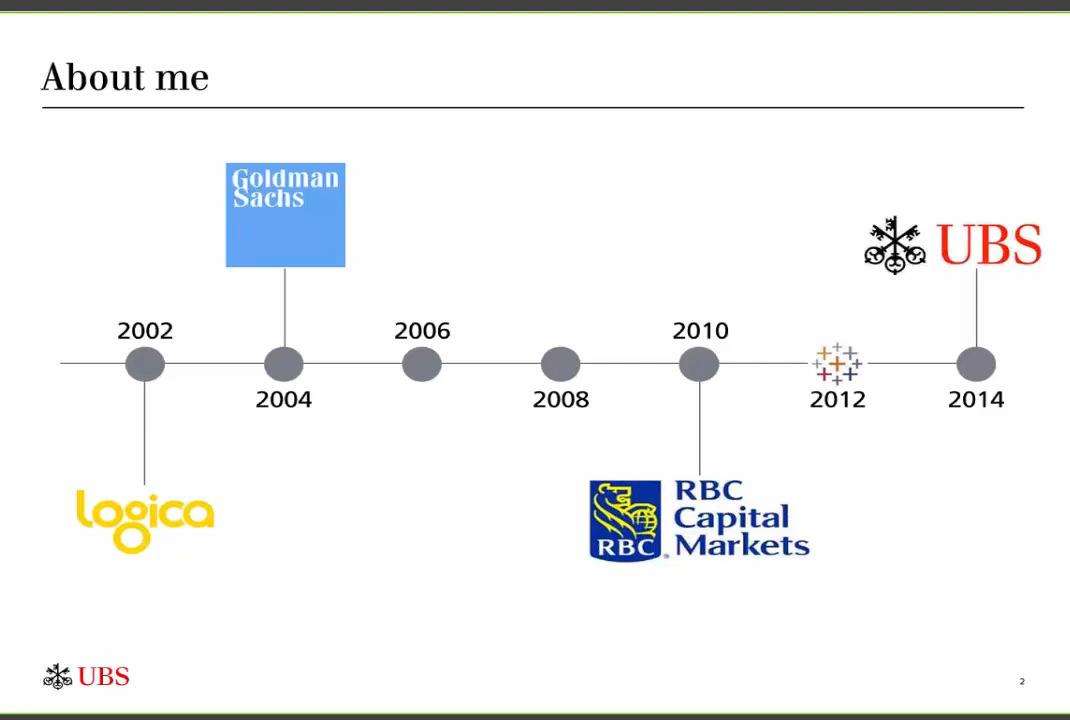 About me
Goldman
Sachs
UBS
2002
2006
2010
2004
2008
2012
2014
logica
RBC
RBC
Capital
Markets
UBS
2